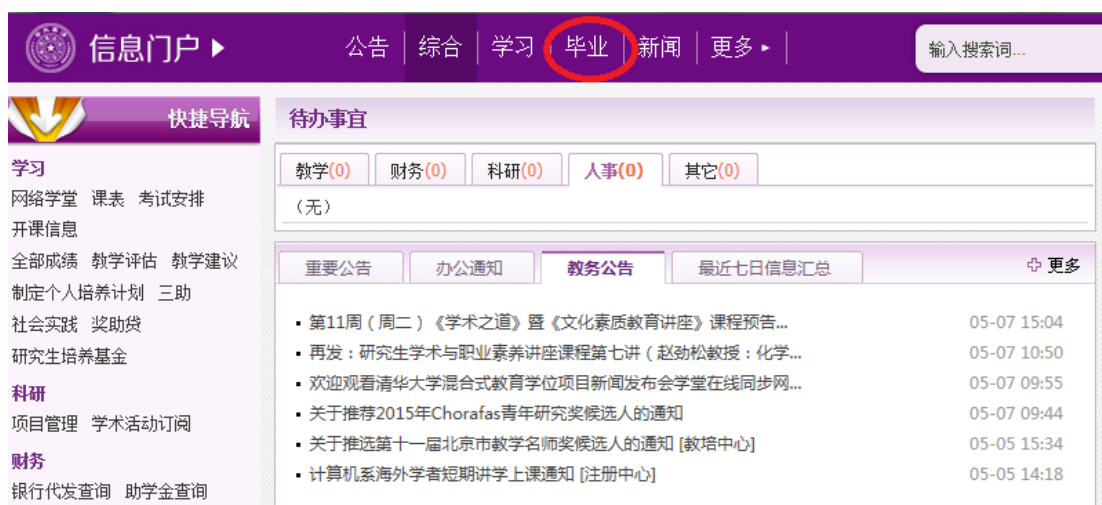 信息门户
公告 综合 学习 毕业 新闻 更多
输入搜索词...
快捷导航
学习
网络学堂 课表 考试安排
开课信息
全部成绩 教学评估 教学建议
制定个人培养计划 三助
社会实践 奖助贷
研究生培养基金
科研
项目管理 学术活动订阅
财务
银行代发查询 助学金查询
待办事宜
教学(0) 财务(0) 科研(0) 人事(0) 其它(0)
（无）
重要公告 办公通知 教务公告 最近七日信息汇总 更多
第11周（周二）《学术之道》暨《文化素质教育讲座》课程预告... 05-07 15:04
再发：研究生学术与职业素养讲座课程第七讲（赵劲松教授：化学... 05-07 10:50
欢迎观看清华大学混合式教育学位项目新闻发布会学堂在线同步网... 05-07 09:55
关于推荐2015年Chorafas青年研究奖候选人的通知 05-07 09:44
关于推选第十一届北京市教学名师奖候选人的通知 [教培中心] 05-05 15:34
计算机系海外学者短期讲学上课通知 [注册中心] 05-05 14:18